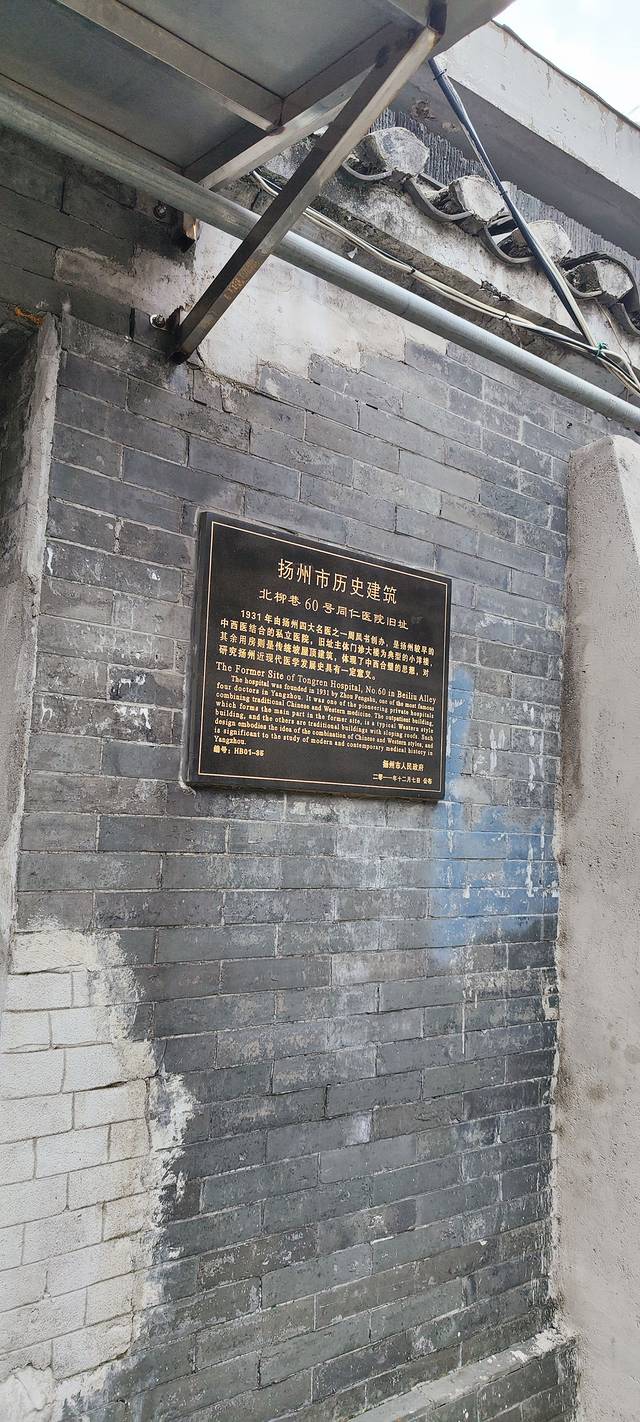 扬州市历史建筑
北柳巷 60 号同仁医院旧址
1931 年由扬州四大名医之一周凤书创办，是扬州较早的
中西医结合的私立医院，旧址主体门诊大楼为典型的小洋楼，
其余用房则是传统坡屋顶建筑，体现了中西合璧的思想，对
研究扬州近现代医学发展史具有一定意义。
The Former Site of Tongren Hospital, No.60 in Beiliu Alley
The hospital was founded in 1931 by Zhou Fengshu, one of the most famous
four doctors in Yangzhou. It was one of the pioneering private hospitals
combining traditional Chinese and Western medicine. The outpatient building,
which forms the main part in the former site, is a typical Western style
building, and the others are traditional buildings with sloping roofs. Such
design embodies the idea of the combination of Chinese and Western styles, and
is significant to the study of modern and contemporary medical history in
Yangzhou.
编号：HB01-35
扬州市人民政府
二零一一年十二月七日 公布